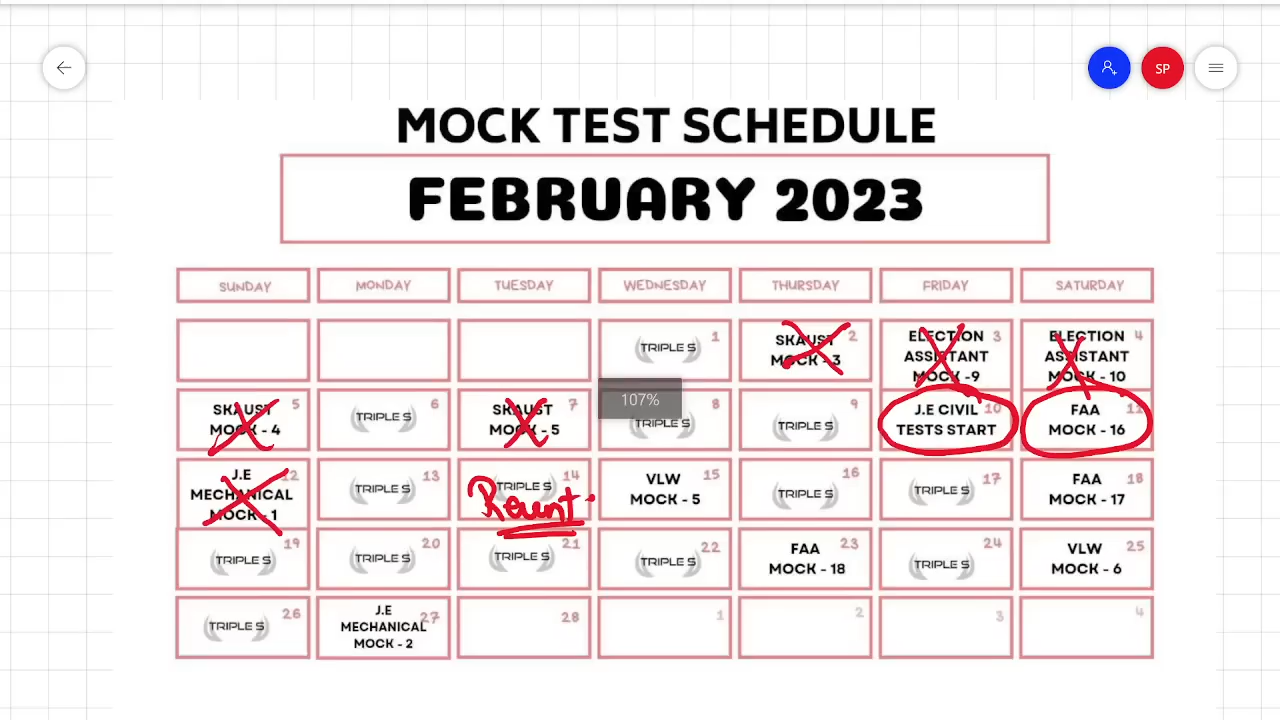 SP
MOCK TEST SCHEDULE
FEBRUARY 2023
SUNDAY MONDAY TUESDAY WEDNESDAY THURSDAY FRIDAY SATURDAY
TRIPLE S 1
SKAUST 2
MOCK - 3
ELECTION 3
ASSISTANT
MOCK -9
ELECTION 4
ASSISTANT
MOCK - 10
SKAUST 5
MOCK - 4
TRIPLE S 6
SKAUST 7
MOCK - 5
107%
TRIPLE S 8
TRIPLE S 9
J.E CIVIL 10
TESTS START
FAA 11
MOCK - 16
J.E 12
MECHANICAL
MOCK - 1
TRIPLE S 13
TRIPLE S 14
VLW 15
MOCK - 5
TRIPLE S 16
TRIPLE S 17
FAA 18
MOCK - 17
TRIPLE S 19
TRIPLE S 20
TRIPLE S 21
TRIPLE S 22
FAA 23
MOCK - 18
TRIPLE S 24
VLW 25
MOCK - 6
TRIPLE S 26
J.E 27
MECHANICAL
MOCK - 2
28
1
2
3
4